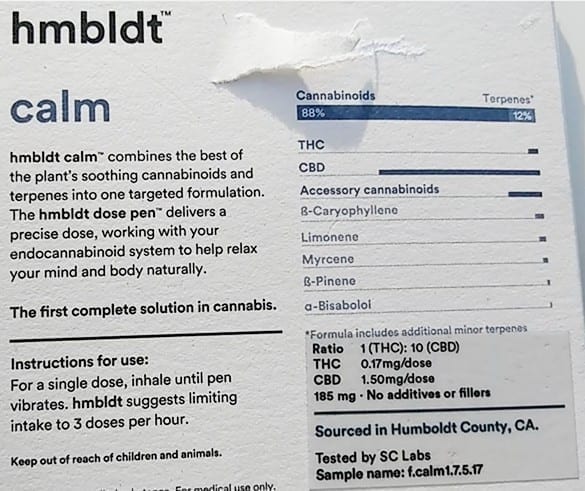 hmbldt™
calm
hmbldt calm™ combines the best of
the plant's soothing cannabinoids and
terpenes into one targeted formulation.
The hmbldt dose pen™ delivers a
precise dose, working with your
endocannabinoid system to help relax
your mind and body naturally.
The first complete solution in cannabis.
Instructions for use:
For a single dose, inhale until pen
vibrates. hmbldt suggests limiting
intake to 3 doses per hour.
Keep out of reach of children and animals.
For medical use only.
Cannabinoids Terpenes*
88% 12%
THC
CBD
Accessory cannabinoids
ß-Caryophyllene
Limonene
Myrcene
ß-Pinene
α-Bisabolol
*Formula includes additional minor terpenes
Ratio 1 (THC): 10 (CBD)
THC 0.17mg/dose
CBD 1.50mg/dose
185 mg · No additives or fillers
Sourced in Humboldt County, CA.
Tested by SC Labs
Sample name: f.calm1.7.5.17